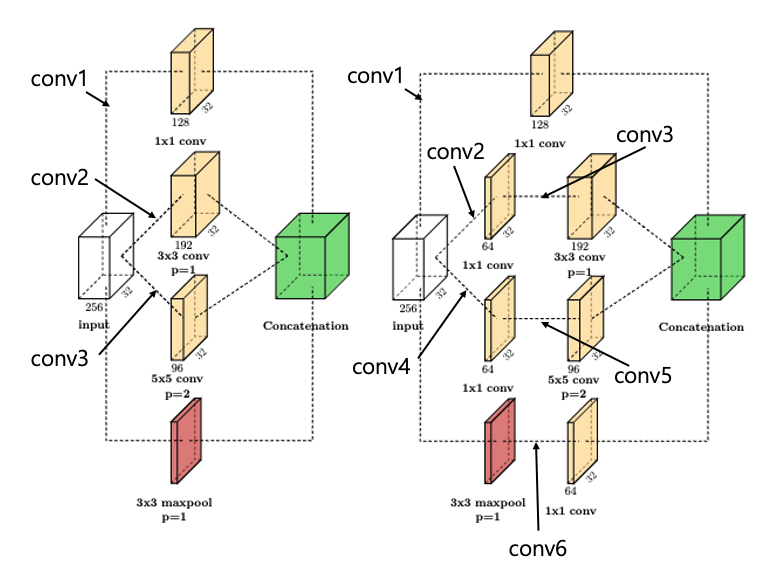 conv1
128
32
1x1 conv
conv2
192
3x3 conv
p=1
256
32
input
Concatenation
conv3
96
32
5x5 conv
p=2
3x3 maxpool
p=1
conv1
128
32
1x1 conv
conv2
conv3
64
32
1x1 conv
192
32
3x3 conv
p=1
256
32
input
Concatenation
conv4
64
32
1x1 conv
96
32
5x5 conv
p=2
conv5
3x3 maxpool
p=1
64
32
1x1 conv
conv6